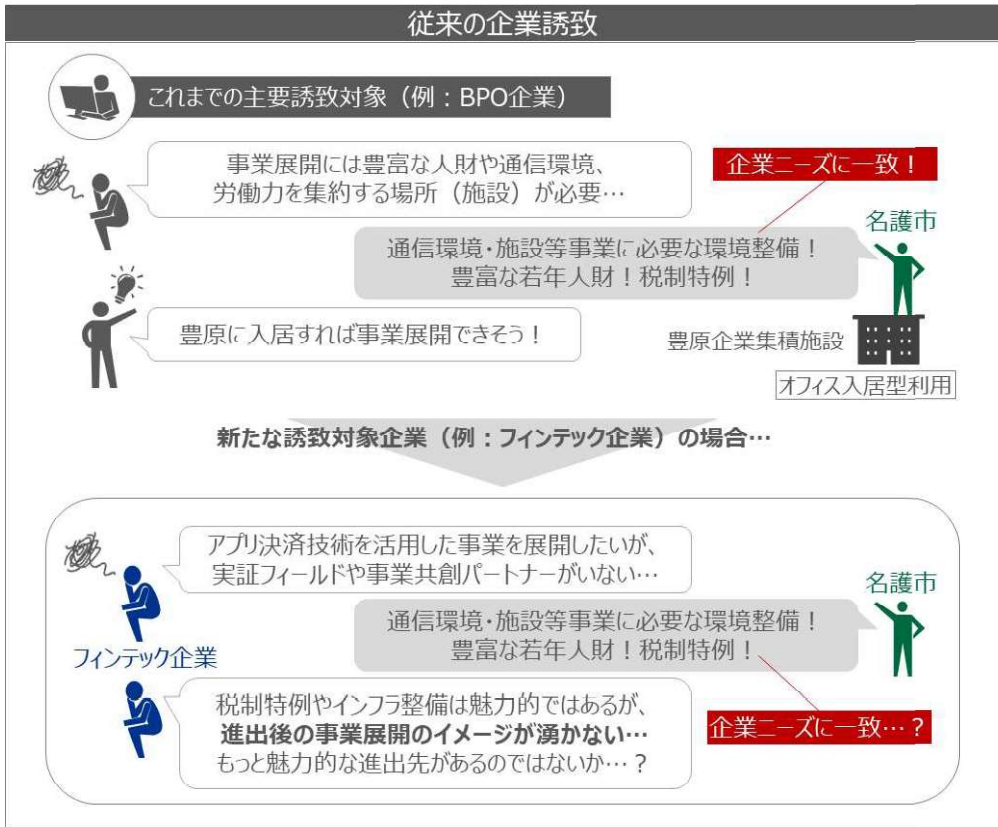 従来の企業誘致
これまでの主要誘致対象（例：BPO企業）
事業展開には豊富な人財や通信環境、
労働力を集約する場所（施設）が必要…
企業ニーズに一致！
名護市
通信環境・施設等事業に必要な環境整備！
豊富な若年人財！税制特例！
豊原に入居すれば事業展開できそう！
豊原企業集積施設
オフィス入居型利用
新たな誘致対象企業（例：フィンテック企業）の場合…
アプリ決済技術を活用した事業を展開したいが、
実証フィールドや事業共創パートナーがいない…
名護市
通信環境・施設等事業に必要な環境整備！
豊富な若年人財！税制特例！
フィンテック企業
税制特例やインフラ整備は魅力的ではあるが、
進出後の事業展開のイメージが湧かない…
もっと魅力的な進出先があるのではないか…？
企業ニーズに一致…？